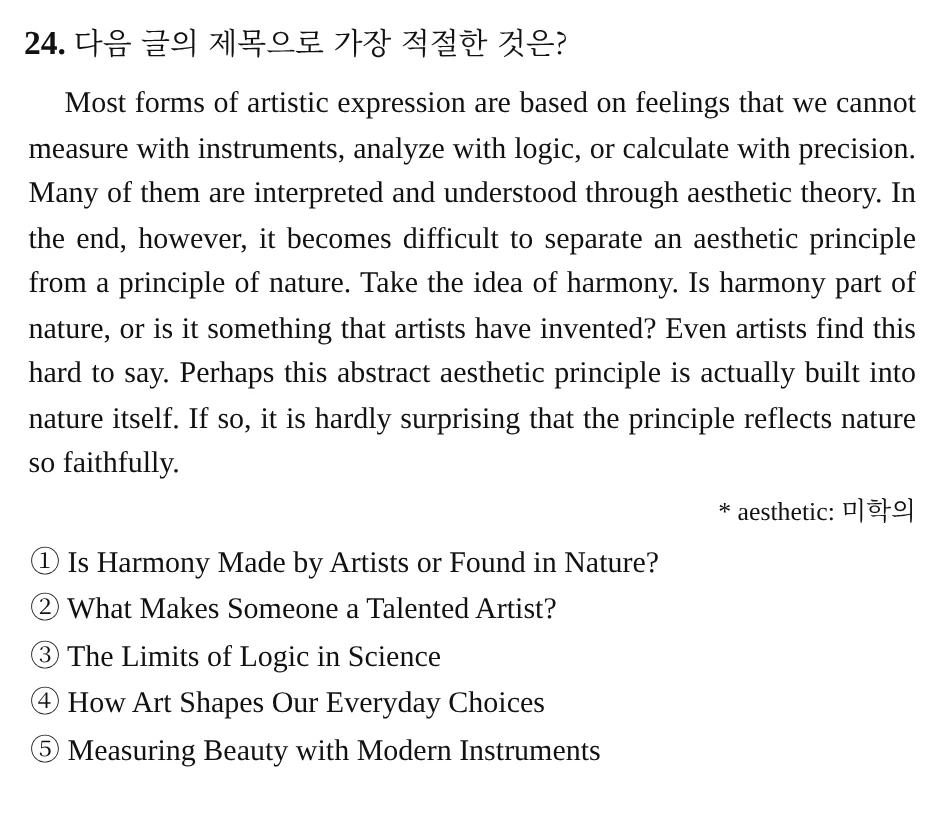 24. 다음 글의 제목으로 가장 적절한 것은?
Most forms of artistic expression are based on feelings that we cannot
measure with instruments, analyze with logic, or calculate with precision.
Many of them are interpreted and understood through aesthetic theory. In
the end, however, it becomes difficult to separate an aesthetic principle
from a principle of nature. Take the idea of harmony. Is harmony part of
nature, or is it something that artists have invented? Even artists find this
hard to say. Perhaps this abstract aesthetic principle is actually built into
nature itself. If so, it is hardly surprising that the principle reflects nature
so faithfully.
* aesthetic: 미학의
① Is Harmony Made by Artists or Found in Nature?
② What Makes Someone a Talented Artist?
③ The Limits of Logic in Science
④ How Art Shapes Our Everyday Choices
⑤ Measuring Beauty with Modern Instruments